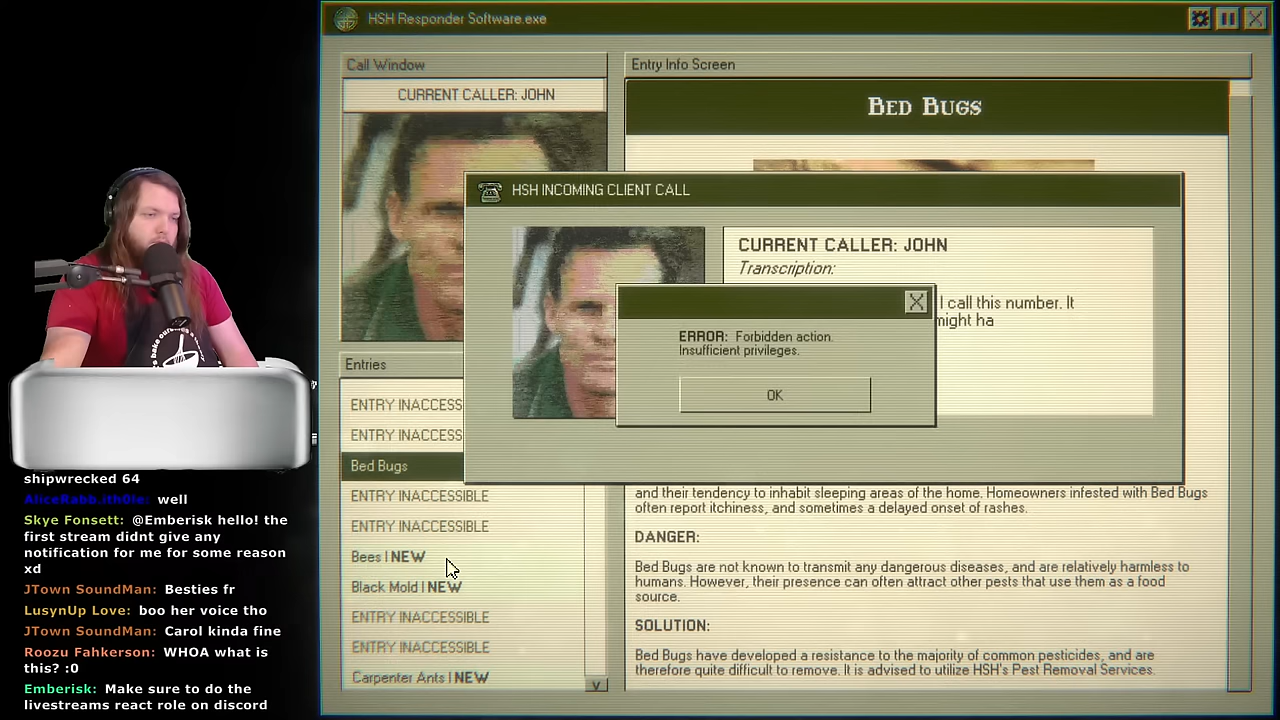 HSH Responder Software.exe
Call Window
CURRENT CALLER: JOHN
Entry Info Screen
BED BUGS
HSH INCOMING CLIENT CALL
CURRENT CALLER: JOHN
Transcription:
I call this number. It
might ha
ERROR: Forbidden action.
Insufficient privileges.
OK
Entries
ENTRY INACCESS
ENTRY INACCESS
Bed Bugs
ENTRY INACCESSIBLE
ENTRY INACCESSIBLE
Bees | NEW
Black Mold | NEW
ENTRY INACCESSIBLE
ENTRY INACCESSIBLE
Carpenter Ants | NEW
and their tendency to inhabit sleeping areas of the home. Homeowners infested with Bed Bugs
often report itchiness, and sometimes a delayed onset of rashes.
DANGER:
Bed Bugs are not known to transmit any dangerous diseases, and are relatively harmless to
humans. However, their presence can often attract other pests that use them as a food
source.
SOLUTION:
Bed Bugs have developed a resistance to the majority of common pesticides, and are
therefore quite difficult to remove. It is advised to utilize HSH's Pest Removal Services.
shipwrecked 64
AliceRabb.ith0le: well
Skye Fonsett: @Emberisk hello! the
first stream didnt give any
notification for me for some reason
xd
JTown SoundMan: Besties fr
LusynUp Love: boo her voice tho
JTown SoundMan: Carol kinda fine
Roozu Fahkerson: WHOA what is
this? :0
Emberisk: Make sure to do the
livestreams react role on discord